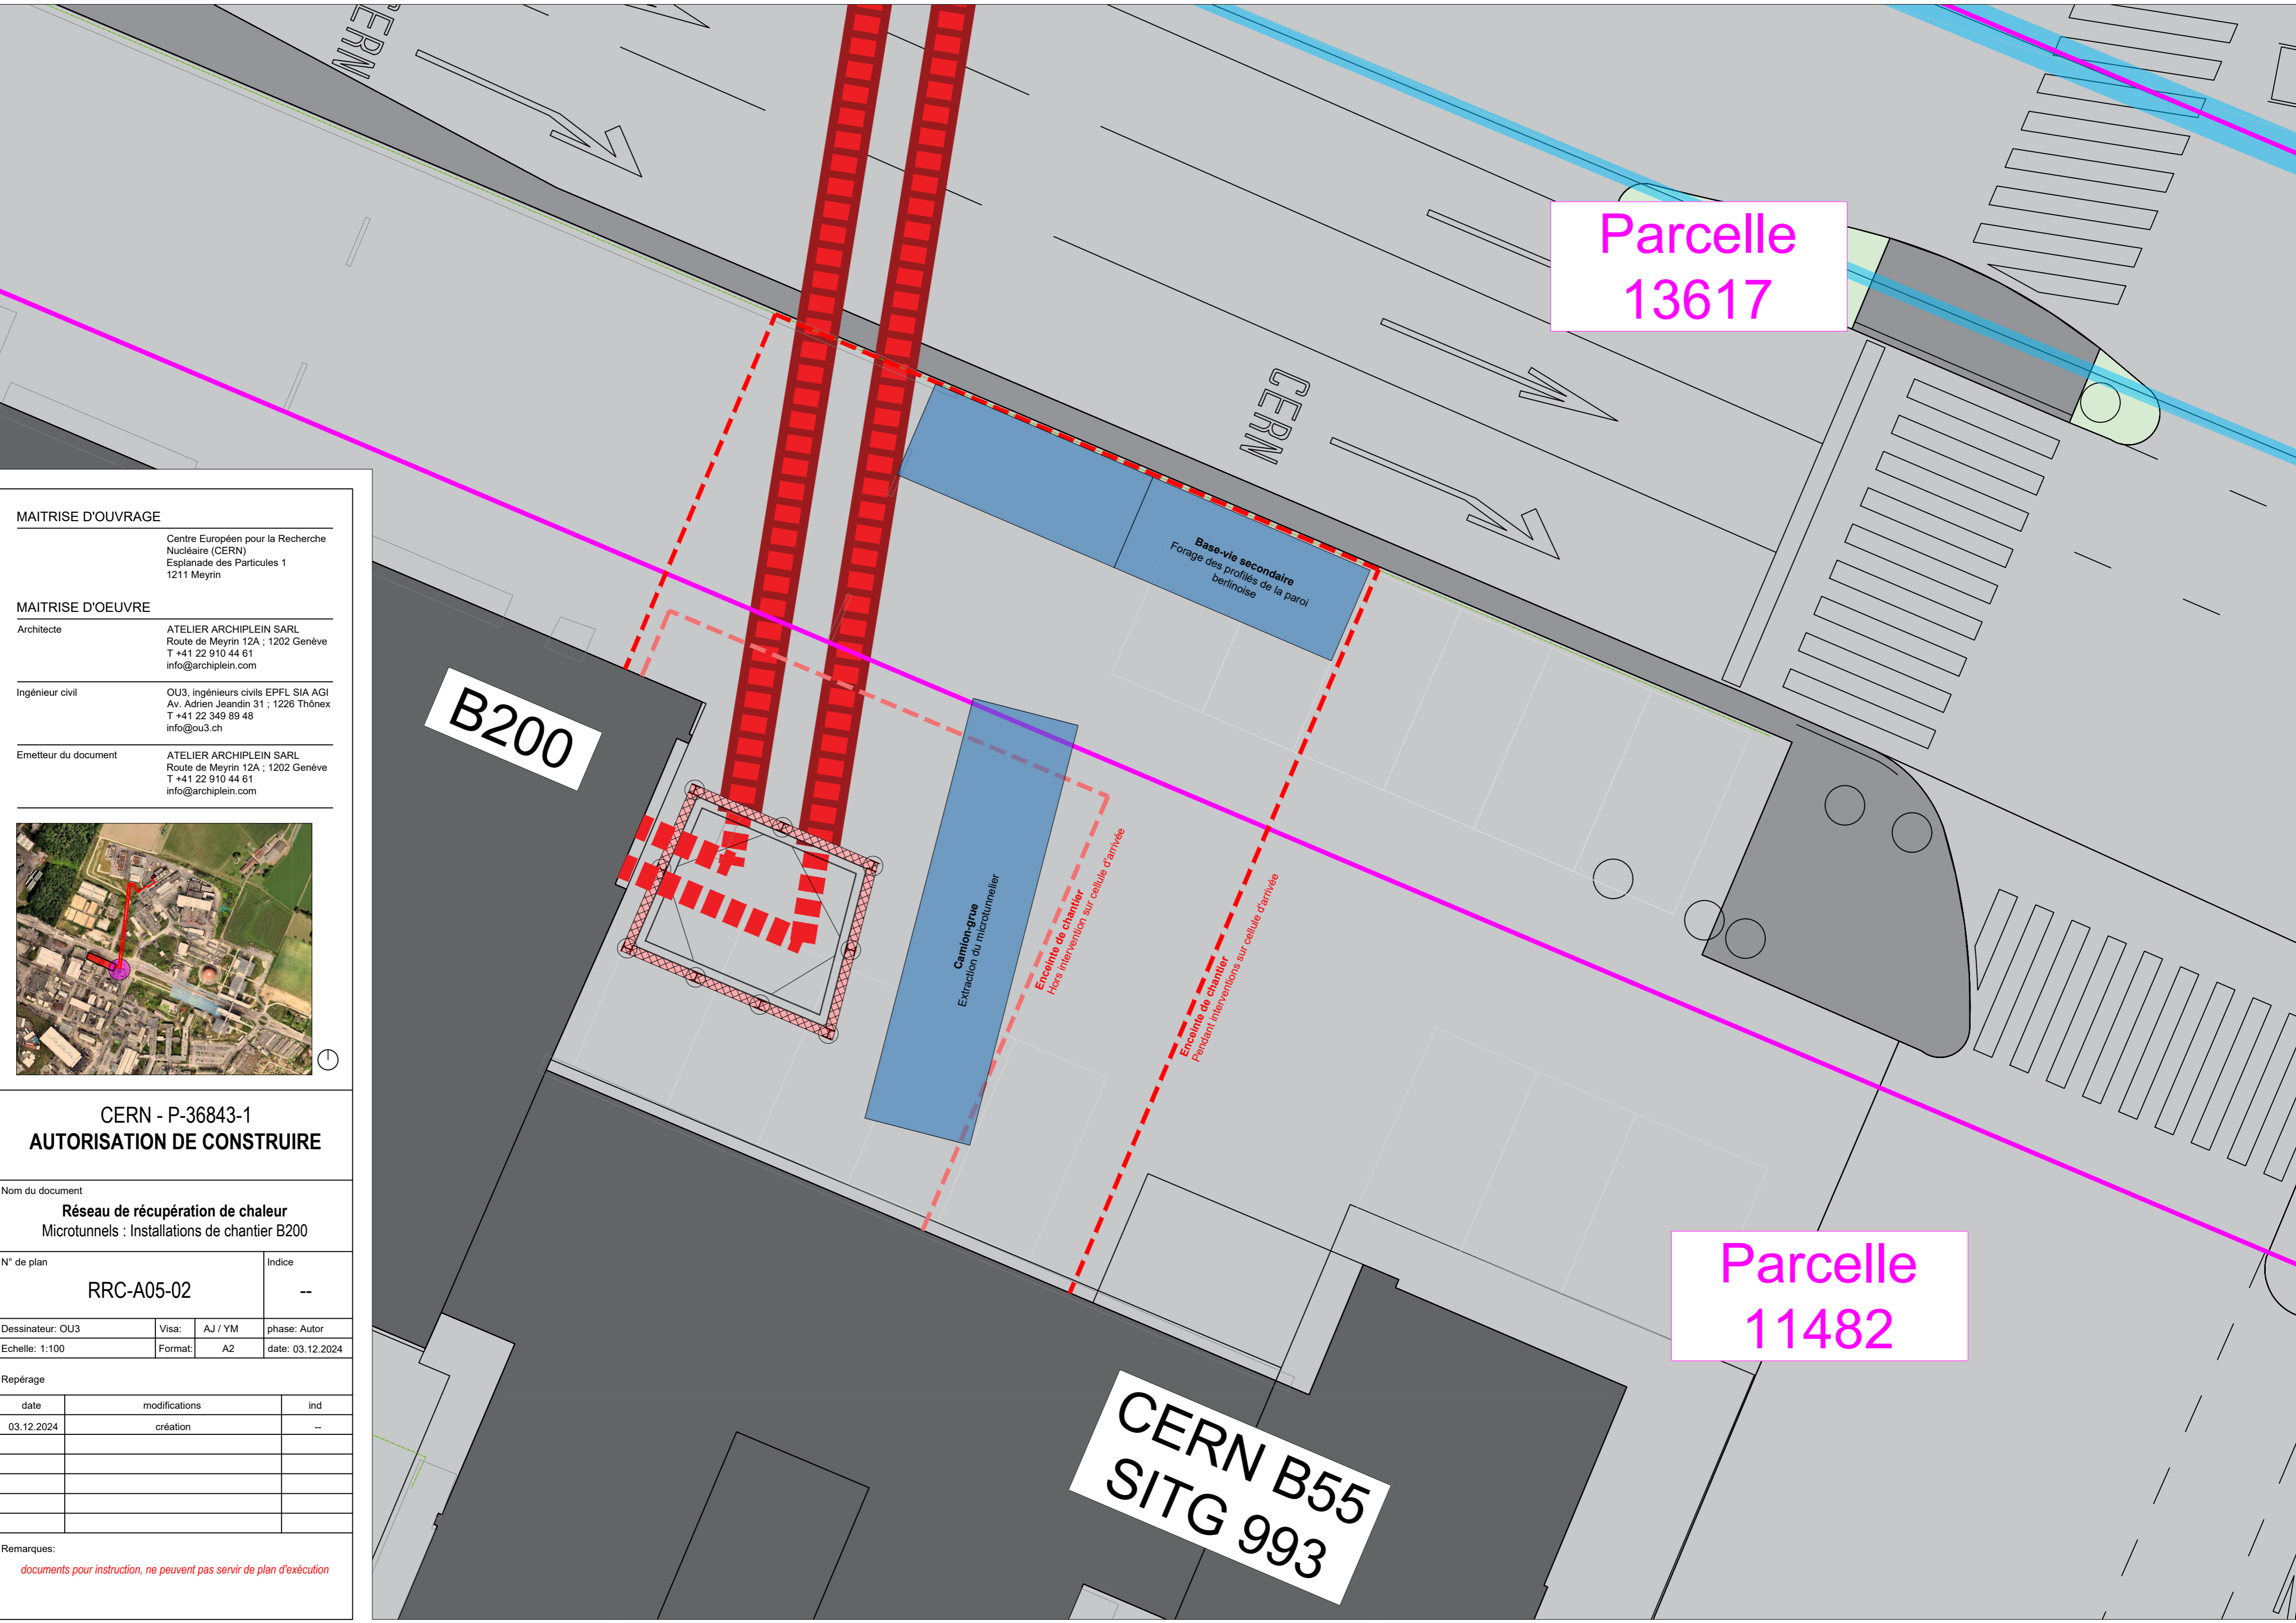 CERN
Parcelle
13617
CERN
Base-vie secondaire
Forage des profilés de la paroi
berlinoise
B200
Camion-grue
Extraction du microtunnelier
Enceinte de chantier
Hors intervention sur cellule d'arrivée
Enceinte de chantier
Pendant interventions sur cellule d'arrivée
Parcelle
11482
CERN B55
SITG 993
MAITRISE D'OUVRAGE
Centre Européen pour la Recherche
Nucléaire (CERN)
Esplanade des Particules 1
1211 Meyrin
MAITRISE D'OEUVRE
Architecte
ATELIER ARCHIPLEIN SARL
Route de Meyrin 12A ; 1202 Genève
T +41 22 910 44 61
info@archiplein.com
Ingénieur civil
OU3, ingénieurs civils EPFL SIA AGI
Av. Adrien Jeandin 31 ; 1226 Thônex
T +41 22 349 89 48
info@ou3.ch
Emetteur du document
ATELIER ARCHIPLEIN SARL
Route de Meyrin 12A ; 1202 Genève
T +41 22 910 44 61
info@archiplein.com
CERN - P-36843-1
AUTORISATION DE CONSTRUIRE
Nom du document
Réseau de récupération de chaleur
Microtunnels : Installations de chantier B200
N° de plan
Indice
RRC-A05-02
--
Dessinateur: OU3
Visa: AJ / YM
phase: Autor
Echelle: 1:100
Format: A2
date: 03.12.2024
Repérage
date modifications ind
03.12.2024 création --
Remarques:
documents pour instruction, ne peuvent pas servir de plan d'exécution